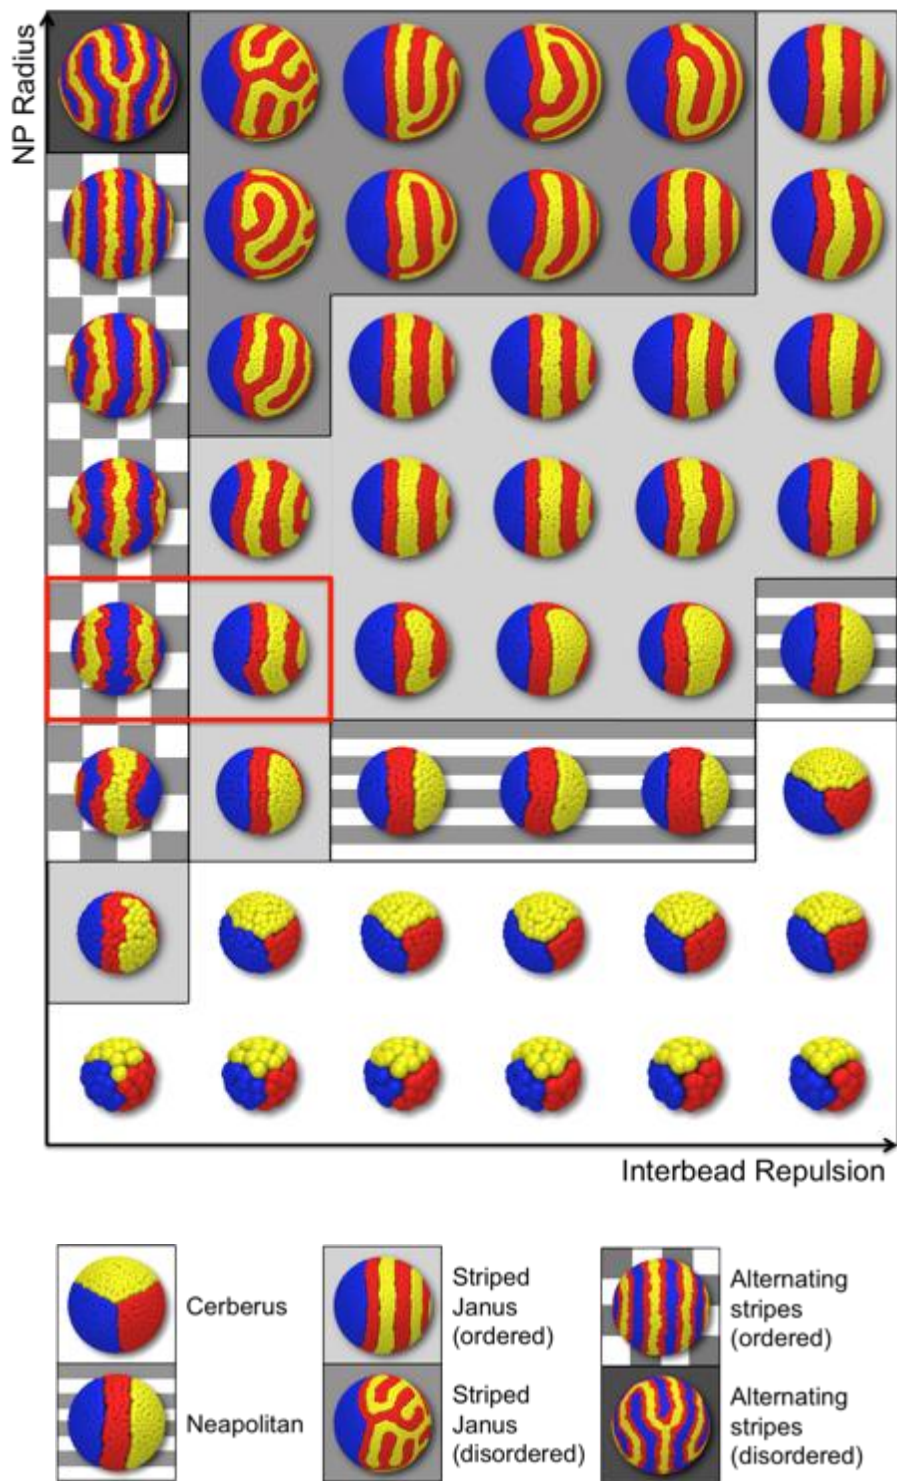 NP Radius
Interbead Repulsion
Cerberus
Neapolitan
Striped
Janus
(ordered)
Striped
Janus
(disordered)
Alternating
stripes
(ordered)
Alternating
stripes
(disordered)